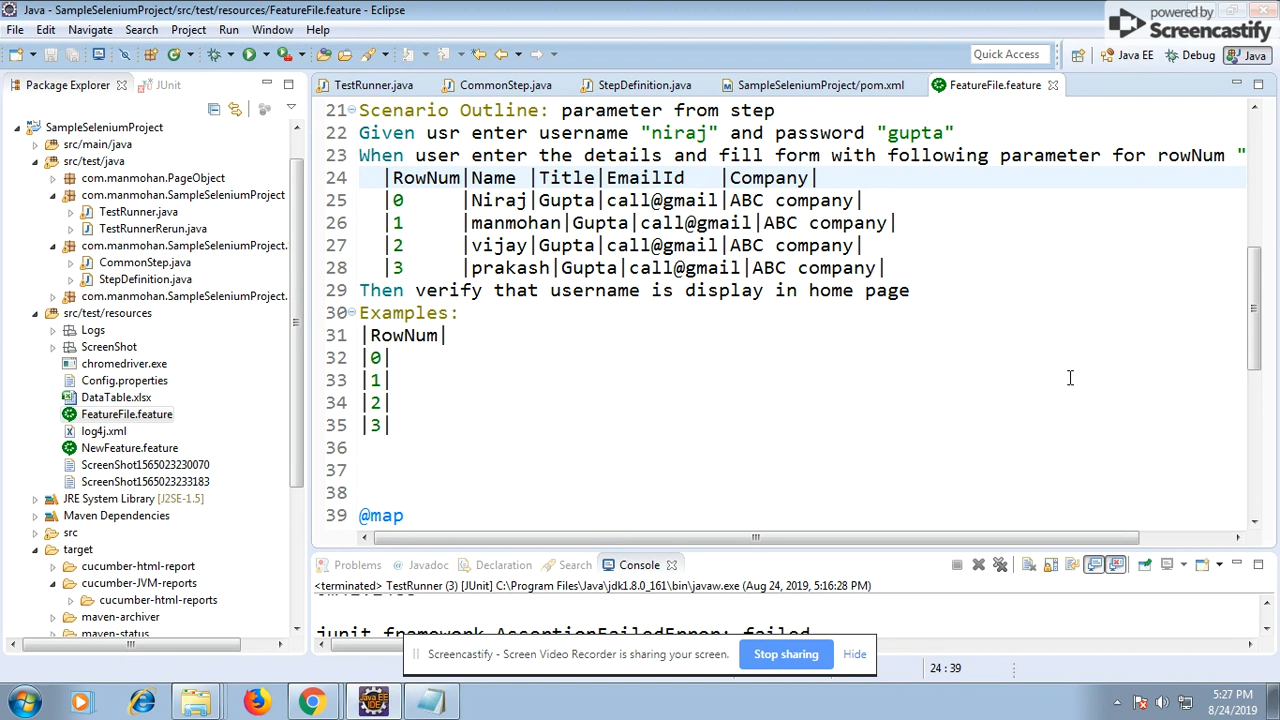 Java - SampleSeleniumProject/src/test/resources/FeatureFile.feature - Eclipse
powered by
Screencastify
File Edit Navigate Search Project Run Window Help
Quick Access
Java EE
Debug
Java
Package Explorer
JUnit
TestRunner.java
CommonStep.java
StepDefinition.java
SampleSeleniumProject/pom.xml
FeatureFile.feature
SampleSeleniumProject
src/main/java
src/test/java
com.manmohan.PageObject
com.manmohan.SampleSeleniumProject.
TestRunner.java
TestRunnerRerun.java
com.manmohan.SampleSeleniumProject.
CommonStep.java
StepDefinition.java
com.manmohan.SampleSeleniumProject.
src/test/resources
Logs
ScreenShot
chromedriver.exe
Config.properties
DataTable.xlsx
FeatureFile.feature
log4j.xml
NewFeature.feature
ScreenShot1565023230070
ScreenShot1565023233183
JRE System Library [J2SE-1.5]
Maven Dependencies
src
target
cucumber-html-report
cucumber-JVM-reports
cucumber-html-reports
maven-archiver
maven-status
21 Scenario Outline: parameter from step
22 Given usr enter username "niraj" and password "gupta"
23 When user enter the details and fill form with following parameter for rowNum "
24 |RowNum|Name |Title|EmailId |Company|
25 |0 |Niraj|Gupta|call@gmail|ABC company|
26 |1 |manmohan|Gupta|call@gmail|ABC company|
27 |2 |vijay|Gupta|call@gmail|ABC company|
28 |3 |prakash|Gupta|call@gmail|ABC company|
29 Then verify that username is display in home page
30 Examples:
31 |RowNum|
32 |0|
33 |1|
34 |2|
35 |3|
36
37
38
39 @map
Problems @ Javadoc Declaration Search Console
<terminated> TestRunner (3) [JUnit] C:\Program Files\Java\jdk1.8.0_161\bin\javaw.exe (Aug 24, 2019, 5:16:28 PM)
junit.framework.AssertionFailedError: failed
Screencastify - Screen Video Recorder is sharing your screen.
Stop sharing
Hide
24 : 39
Java EE
IDE
5:27 PM
8/24/2019